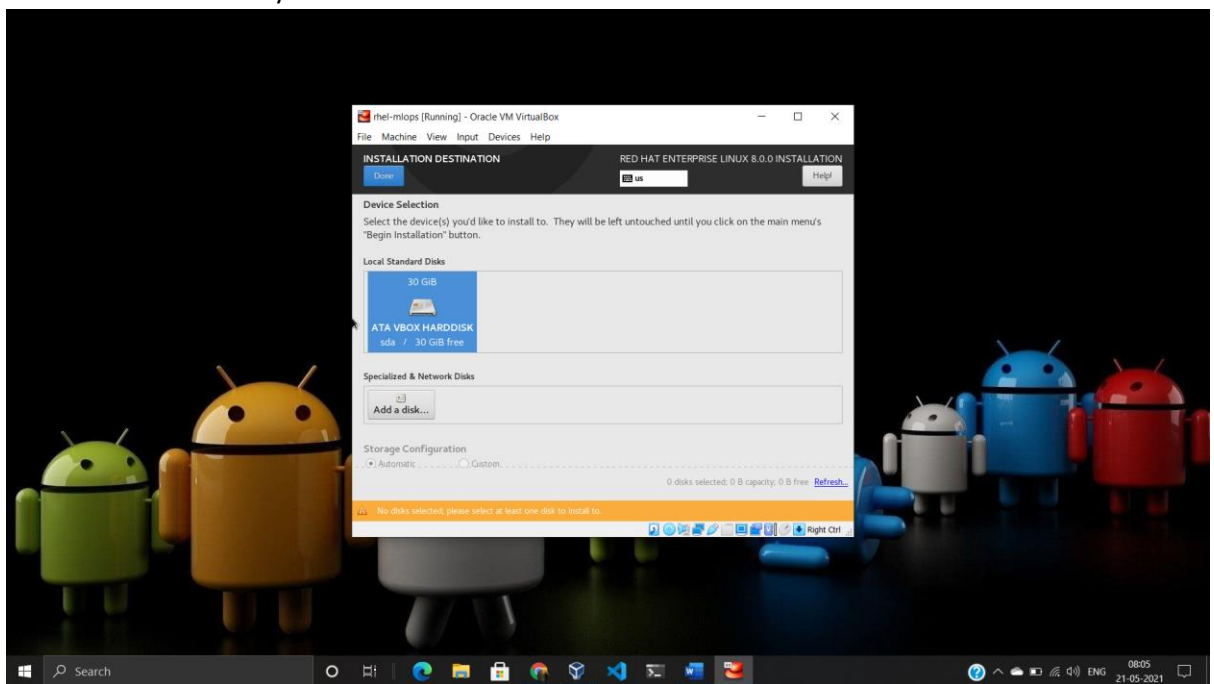 rhel-mlops [Running] - Oracle VM VirtualBox
File Machine View Input Devices Help
INSTALLATION DESTINATION
RED HAT ENTERPRISE LINUX 8.0.0 INSTALLATION
Done
us
Help!
Device Selection
Select the device(s) you'd like to install to. They will be left untouched until you click on the main menu's
"Begin Installation" button.
Local Standard Disks
30 GiB
ATA VBOX HARDDISK
sda / 30 GiB free
Specialized & Network Disks
Add a disk...
Storage Configuration
Automatic Custom
0 disks selected; 0 B capacity; 0 B free Refresh...
No disks selected; please select at least one disk to install to.
Right Ctrl
Search
ENG
08:05
21-05-2021